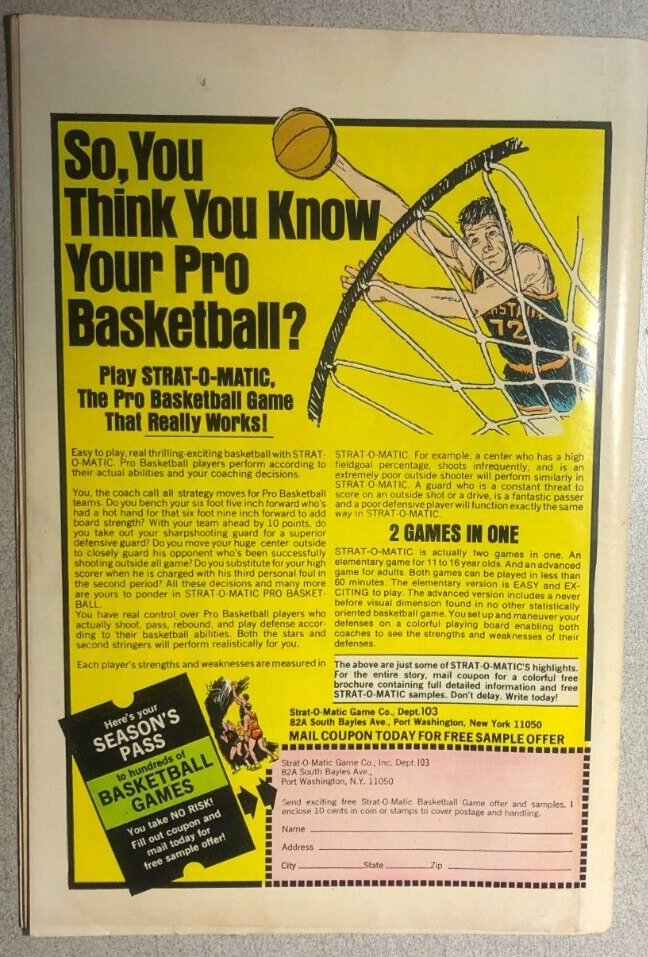 So, You
Think You Know
Your Pro
Basketball?
Play STRAT-O-MATIC,
The Pro Basketball Game
That Really Works!
72
Easy to play, real thrilling-exciting basketball with STRAT-
O-MATIC. Pro Basketball players perform according to
their actual abilities and your coaching decisions.
You, the coach call all strategy moves for Pro Basketball
teams. Do you bench your six foot five inch forward who's
had a hot hand for that six foot nine inch forward to add
board strength? With your team ahead by 10 points, do
you take out your sharpshooting guard for a superior
defensive guard? Do you move your huge center outside
to closely guard his opponent who's been successfully
shooting outside all game? Do you substitute for your high
scorer when he is charged with his third personal foul in
the second period? All these decisions and many more
are yours to ponder in STRAT-O-MATIC PRO BASKET-
BALL.
You have real control over Pro Basketball players who
actually shoot, pass, rebound, and play defense accor-
ding to their basketball abilities. Both the stars and
second stringers will perform realistically for you.
Each player's strengths and weaknesses are measured in
STRAT-O-MATIC. For example, a center who has a high
fieldgoal percentage, shoots infrequently, and is an
extremely poor outside shooter will perform similarly in
STRAT-O-MATIC. A guard who is a constant threat to
score on an outside shot or a drive, is a fantastic passer
and a poor defensive player will function exactly the same
way in STRAT-O-MATIC.
2 GAMES IN ONE
STRAT-O-MATIC is actually two games in one. An
elementary game for 11 to 16 year olds. And an advanced
game for adults. Both games can be played in less than
60 minutes. The elementary version is EASY and EX-
CITING to play. The advanced version includes a never
before visual dimension found in no other statistically
oriented basketball game. You set up and maneuver your
defenses on a colorful playing board enabling both
coaches to see the strengths and weaknesses of their
defenses.
The above are just some of STRAT-O-MATIC'S highlights.
For the entire story, mail coupon for a colorful free
brochure containing full detailed information and free
STRAT-O-MATIC samples. Don't delay. Write today!
Strat-O-Matic Game Co., Dept.103
82A South Bayles Ave., Port Washington, New York 11050
MAIL COUPON TODAY FOR FREE SAMPLE OFFER
Here's your
SEASON'S
PASS
to hundreds of
BASKETBALL
GAMES
You take NO RISK!
Fill out coupon and
mail today for
free sample offer!
Strat-O-Matic Game Co., Inc. Dept.103
82A South Bayles Ave.,
Port Washington, N.Y. 11050
Send exciting free Strat-O-Matic Basketball Game offer and samples. I
enclose 10 cents in coin or stamps to cover postage and handling.
Name
Address
City State Zip